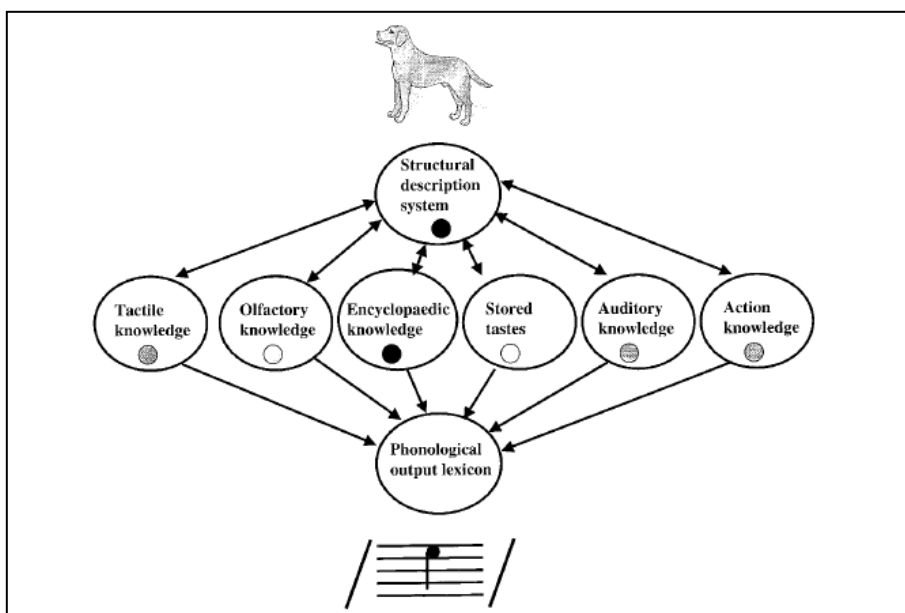 Structural
description
system
Tactile
knowledge
Olfactory
knowledge
Encyclopaedic
knowledge
Stored
tastes
Auditory
knowledge
Action
knowledge
Phonological
output lexicon